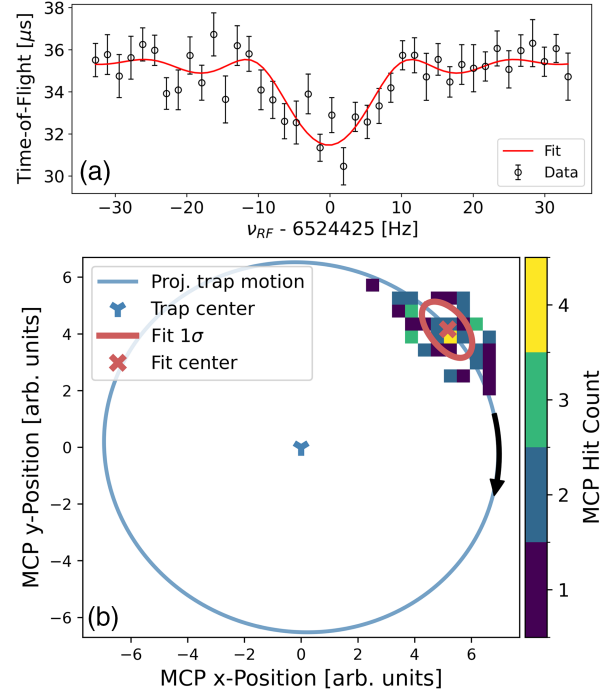 38
36
34
32
30
Time-of-Flight [μs]
(a)
Fit
Data
−30 −20 −10 0 10 20 30
νRF - 6524425 [Hz]
6
4
2
0
−2
−4
−6
MCP y-Position [arb. units]
Proj. trap motion
Trap center
Fit 1σ
Fit center
(b)
−6 −4 −2 0 2 4 6
MCP x-Position [arb. units]
4
3
2
1
MCP Hit Count